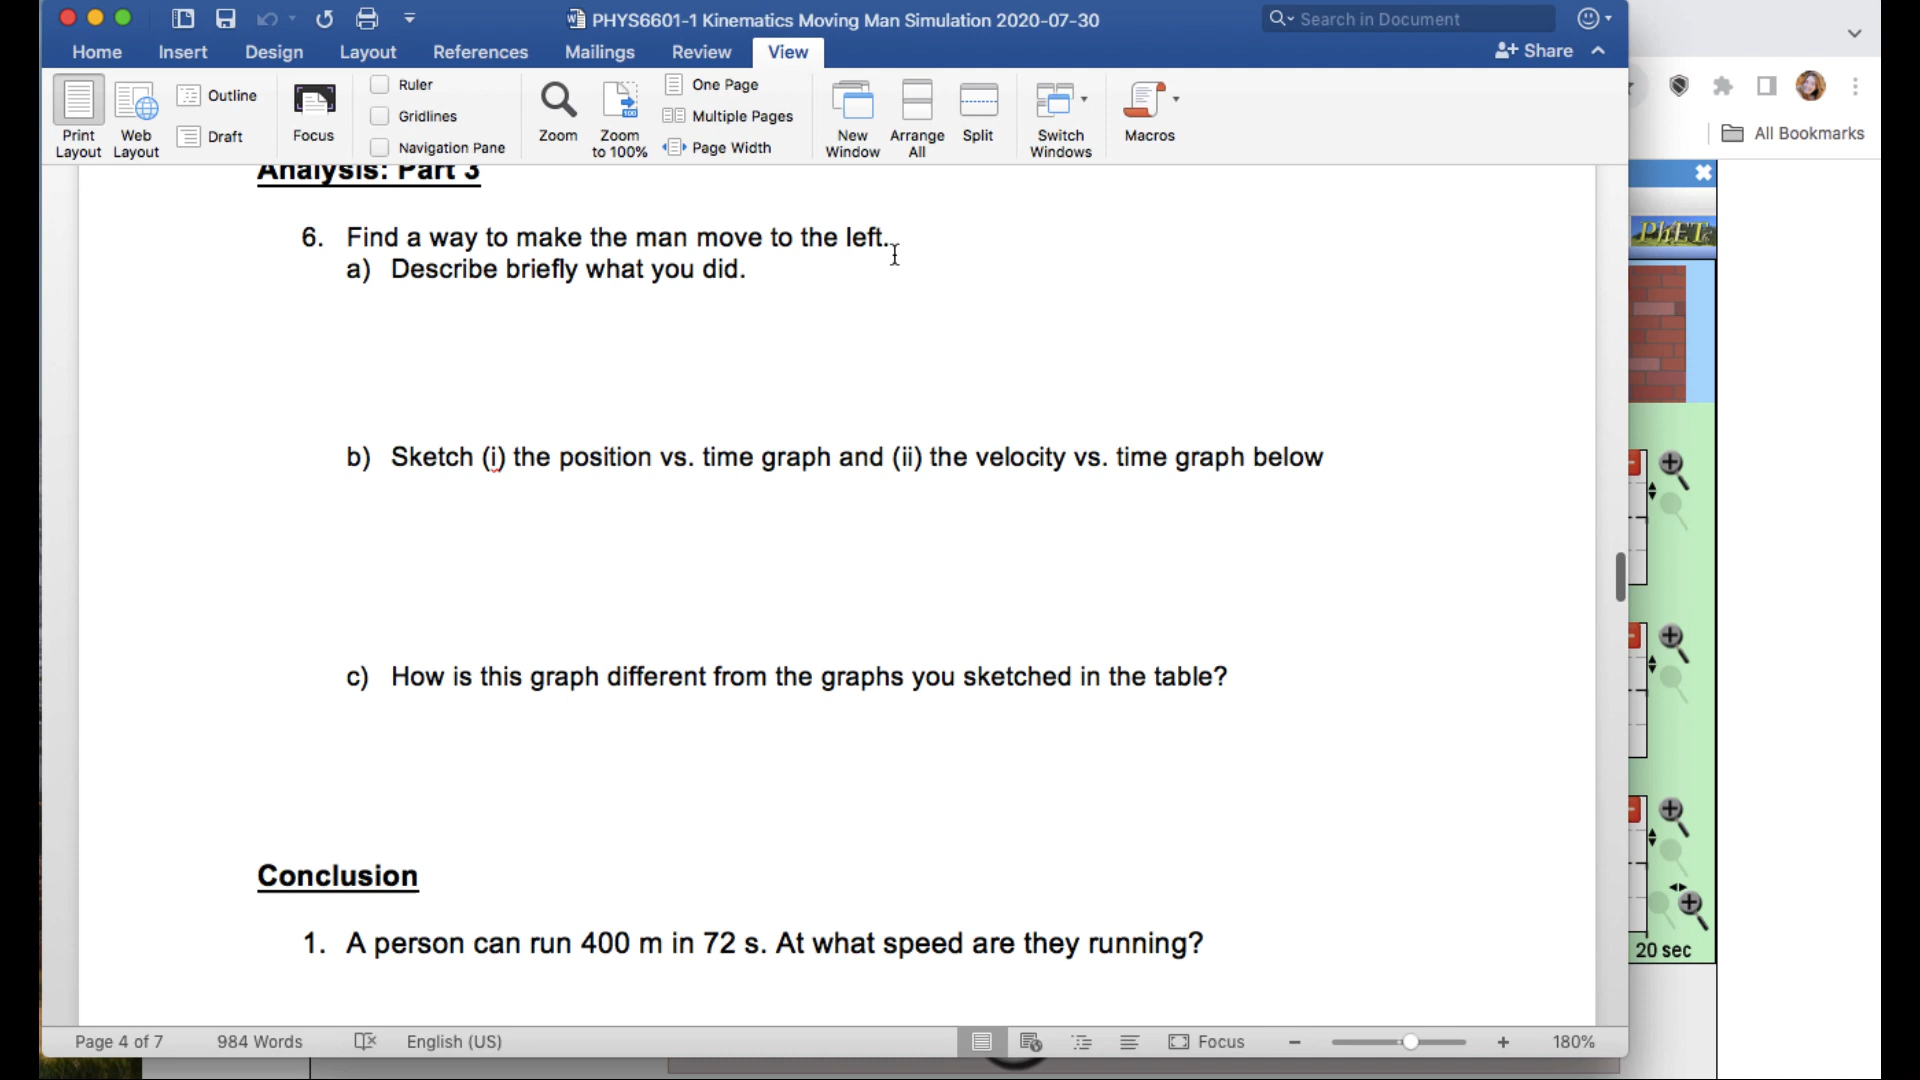 PHYS6601-1 Kinematics Moving Man Simulation 2020-07-30
Search in Document
Home Insert Design Layout References Mailings Review View Share
Print Layout
Web Layout
Outline
Draft
Focus
Ruler
Gridlines
Navigation Pane
Zoom
Zoom to 100%
One Page
Multiple Pages
Page Width
New Window
Arrange All
Split
Switch Windows
Macros
All Bookmarks
PhET
Analysis: Part 3
6. Find a way to make the man move to the left.
a) Describe briefly what you did.
b) Sketch (i) the position vs. time graph and (ii) the velocity vs. time graph below
c) How is this graph different from the graphs you sketched in the table?
Conclusion
1. A person can run 400 m in 72 s. At what speed are they running?
20 sec
Page 4 of 7 984 Words English (US) Focus 180%